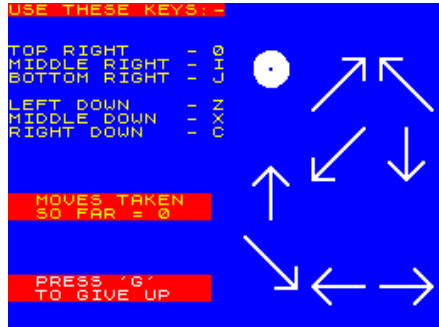 USE THESE KEYS:-
TOP RIGHT - 0
MIDDLE RIGHT - I
BOTTOM RIGHT - J
LEFT DOWN - Z
MIDDLE DOWN - X
RIGHT DOWN - C
MOVES TAKEN
SO FAR = 0
PRESS 'G'
TO GIVE UP